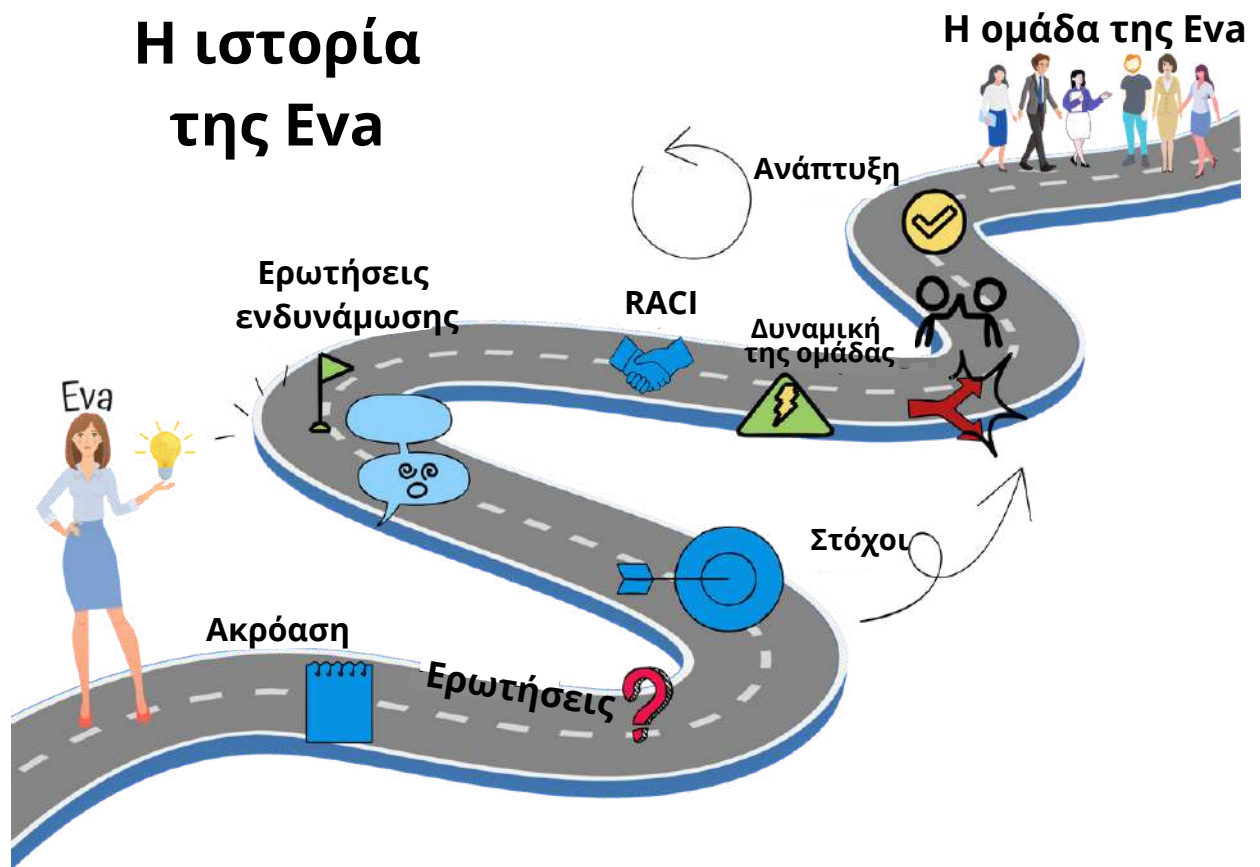 Η ιστορία
της Eva
Η ομάδα της Eva
Ανάπτυξη
Ερωτήσεις
ενδυνάμωσης
RACI
Δυναμική
της ομάδας
Eva
Στόχοι
Ακρόαση
Ερωτήσεις